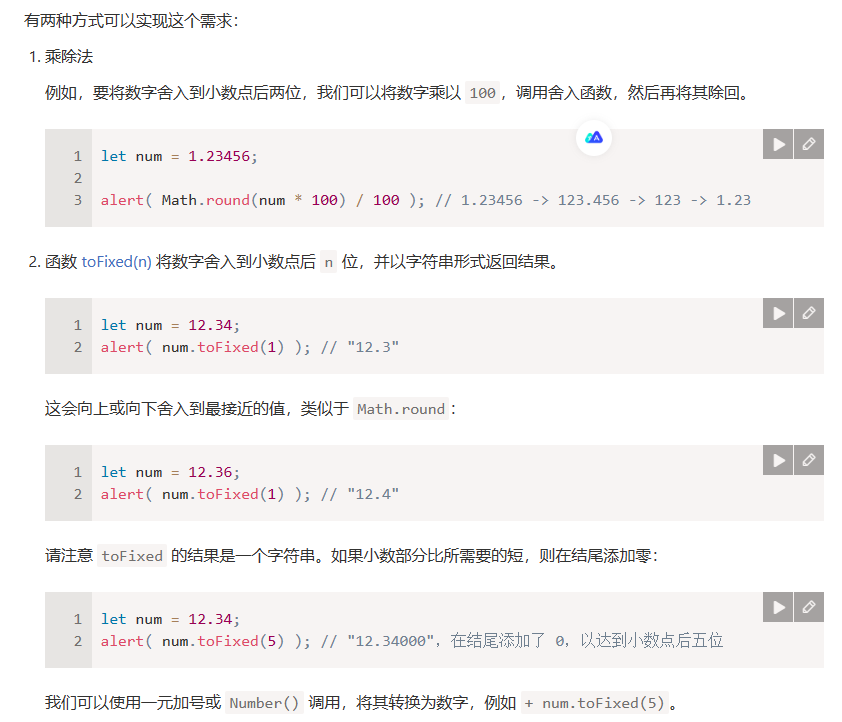 有两种方式可以实现这个需求：
1. 乘除法
例如，要将数字舍入到小数点后两位，我们可以将数字乘以 100，调用舍入函数，然后再将其除回。
1 let num = 1.23456;
2
3 alert( Math.round(num * 100) / 100 ); // 1.23456 -> 123.456 -> 123 -> 1.23
2. 函数 toFixed(n) 将数字舍入到小数点后 n 位，并以字符串形式返回结果。
1 let num = 12.34;
2 alert( num.toFixed(1) ); // "12.3"
这会向上或向下舍入到最接近的值，类似于 Math.round：
1 let num = 12.36;
2 alert( num.toFixed(1) ); // "12.4"
请注意 toFixed 的结果是一个字符串。如果小数部分比所需要的短，则在结尾添加零：
1 let num = 12.34;
2 alert( num.toFixed(5) ); // "12.34000"，在结尾添加了 0，以达到小数点后五位
我们可以使用一元加号或 Number() 调用，将其转换为数字，例如 + num.toFixed(5)。